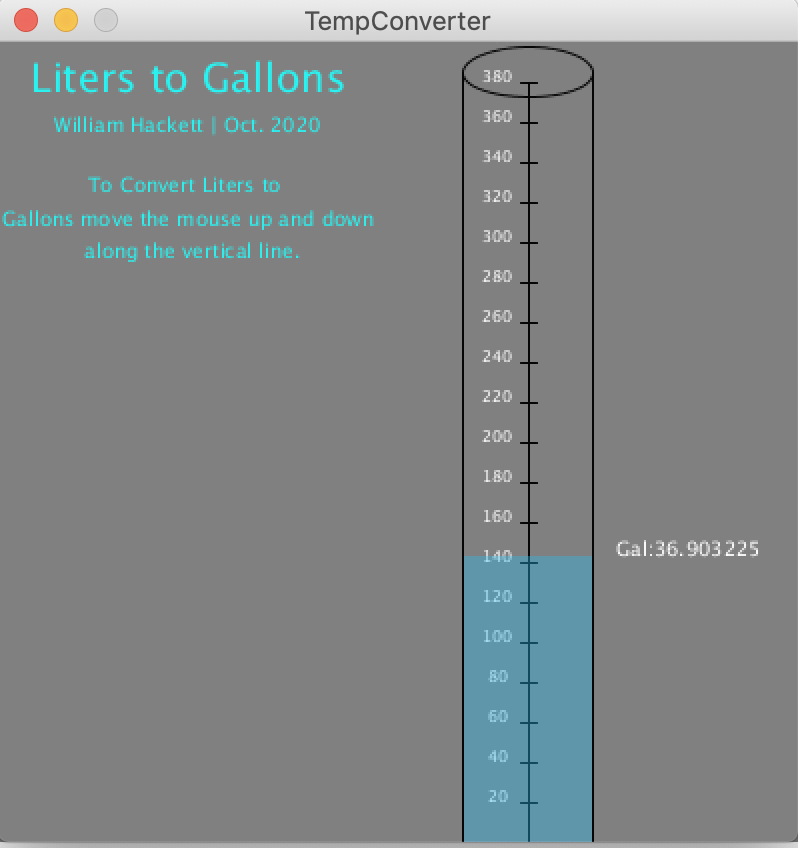 TempConverter
Liters to Gallons
William Hackett | Oct. 2020
To Convert Liters to
Gallons move the mouse up and down
along the vertical line.
380
360
340
320
300
280
260
240
220
200
180
160
Gal:36.903225
140
120
100
80
60
40
20